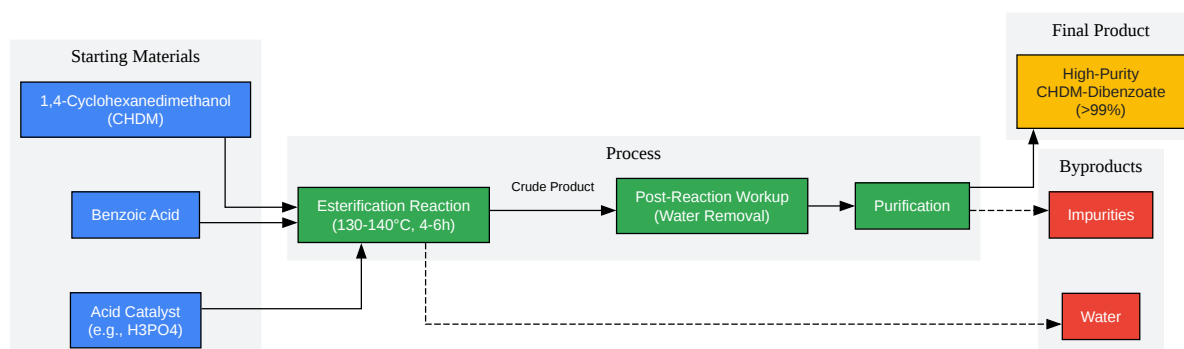 Starting Materials
1,4-Cyclohexanedimethanol
(CHDM)
Benzoic Acid
Acid Catalyst
(e.g., H3PO4)
Process
Esterification Reaction
(130-140°C, 4-6h)
Crude Product
Post-Reaction Workup
(Water Removal)
Purification
Final Product
High-Purity
CHDM-Dibenzoate
(>99%)
Byproducts
Impurities
Water